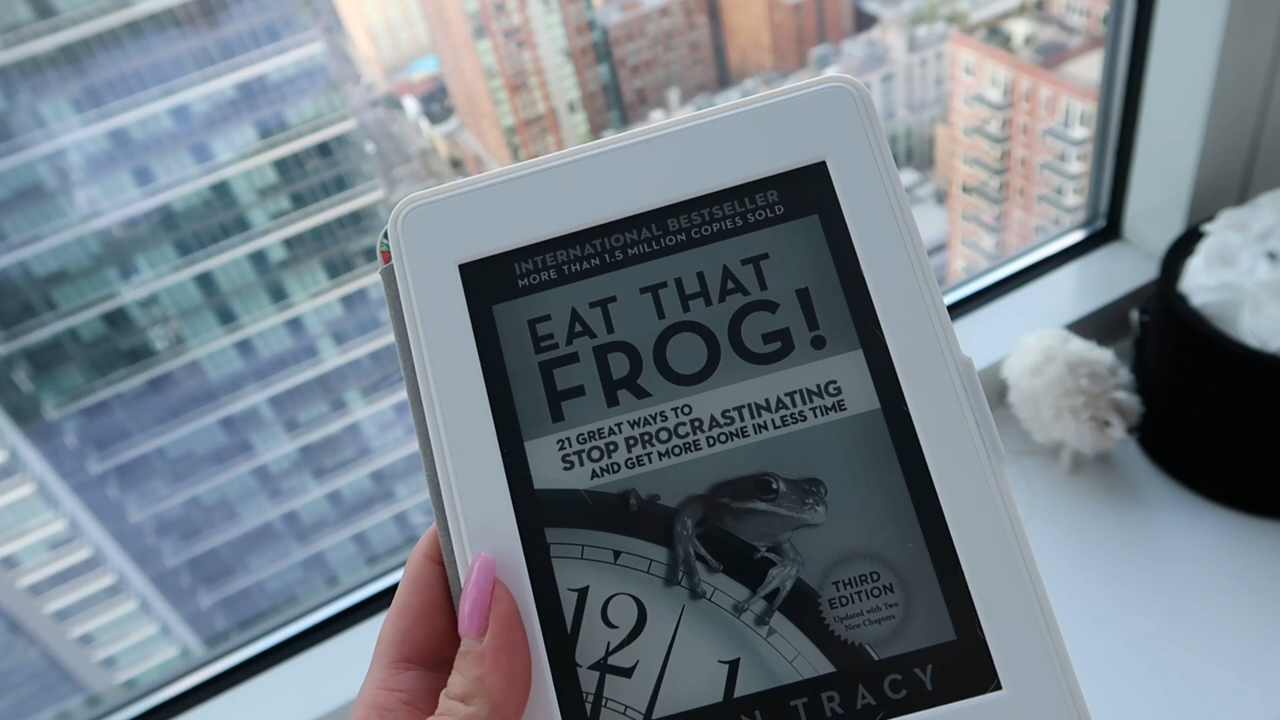 INTERNATIONAL BESTSELLER
MORE THAN 1.5 MILLION COPIES SOLD
EAT THAT
FROG!
21 GREAT WAYS TO
STOP PROCRASTINATING
AND GET MORE DONE IN LESS TIME
12
1
THIRD
EDITION
Updated with Two
New Chapters
TRACY